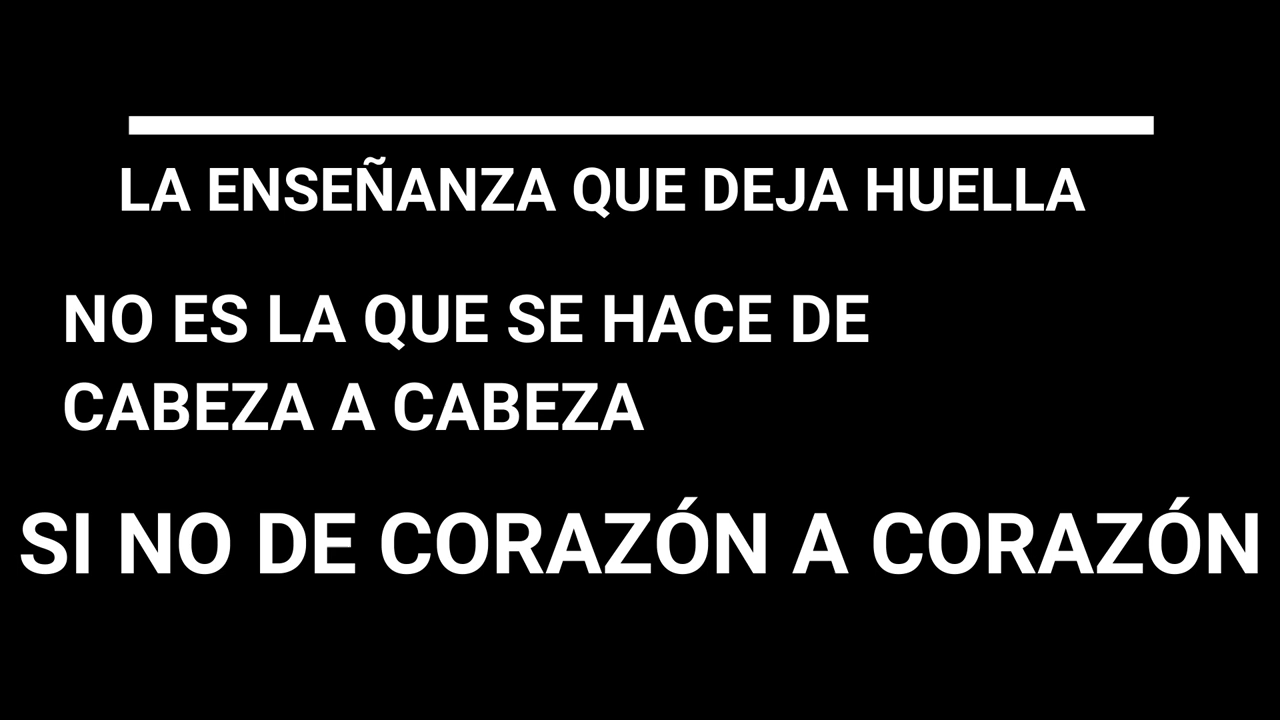 LA ENSEÑANZA QUE DEJA HUELLA
NO ES LA QUE SE HACE DE
CABEZA A CABEZA
SI NO DE CORAZÓN A CORAZÓN